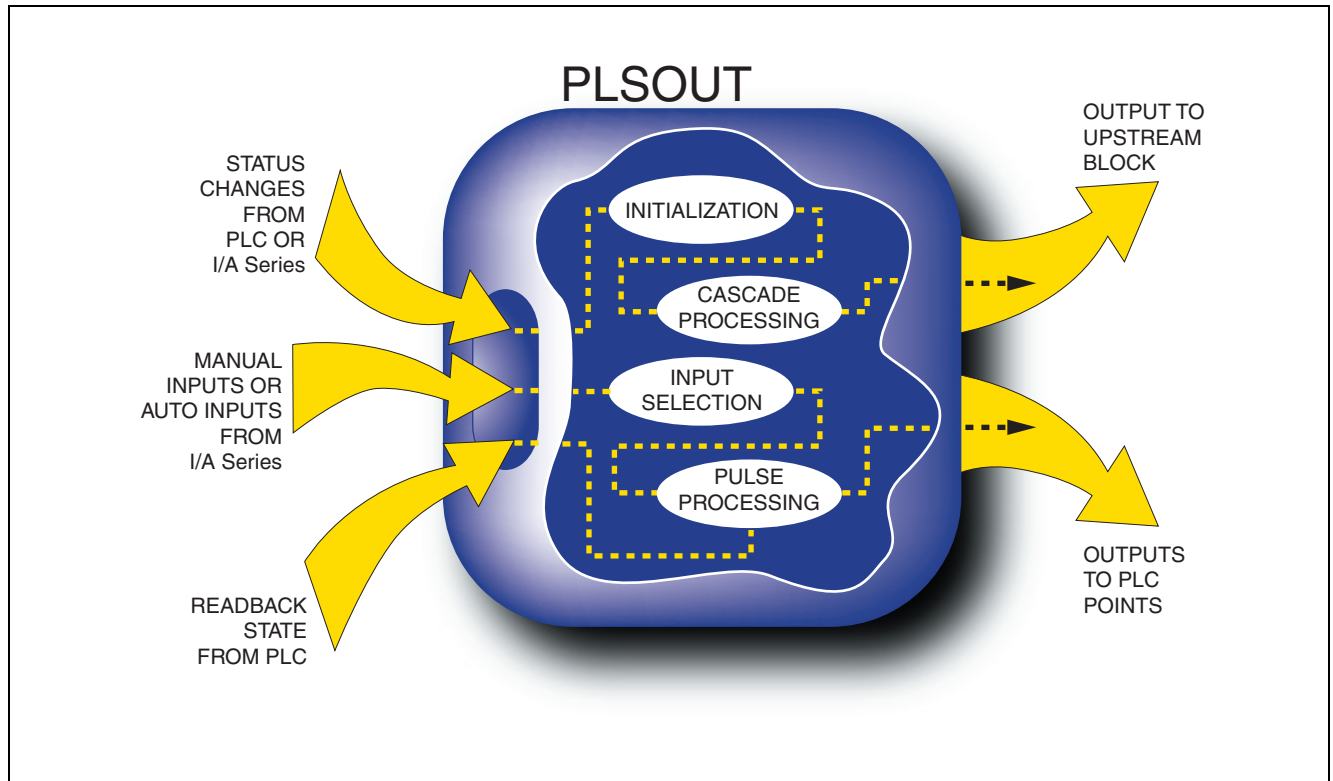 PLSOUT
STATUS
CHANGES
FROM
PLC OR
I/A Series
MANUAL
INPUTS OR
AUTO INPUTS
FROM
I/A Series
READBACK
STATE
FROM PLC
INITIALIZATION
CASCADE
PROCESSING
INPUT
SELECTION
PULSE
PROCESSING
OUTPUT TO
UPSTREAM
BLOCK
OUTPUTS
TO PLC
POINTS